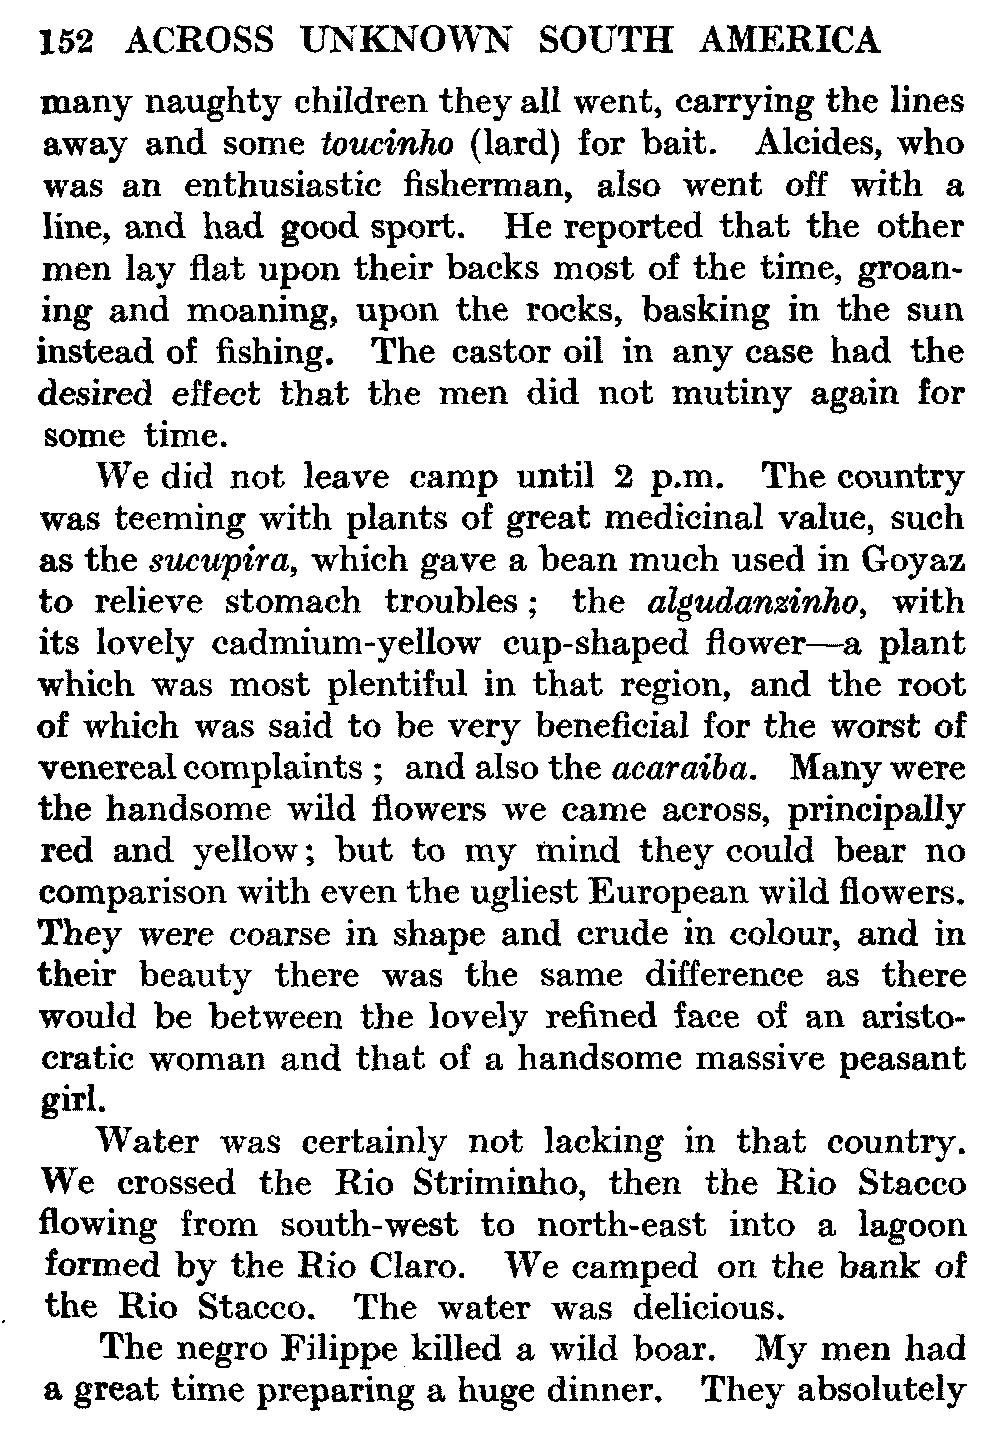 152 ACROSS UNKNOWN SOUTH AMERICA
many naughty children they all went, carrying the lines
away and some toucinho (lard) for bait. Alcides, who
was an enthusiastic fisherman, also went off with a
line, and had good sport. He reported that the other
men lay flat upon their backs most of the time, groan-
ing and moaning, upon the rocks, basking in the sun
instead of fishing. The castor oil in any case had the
desired effect that the men did not mutiny again for
some time.
We did not leave camp until 2 p.m. The country
was teeming with plants of great medicinal value, such
as the sucupira, which gave a bean much used in Goyaz
to relieve stomach troubles ; the algudanzinho, with
its lovely cadmium-yellow cup-shaped flower—a plant
which was most plentiful in that region, and the root
of which was said to be very beneficial for the worst of
venereal complaints ; and also the acaraiba. Many were
the handsome wild flowers we came across, principally
red and yellow; but to my mind they could bear no
comparison with even the ugliest European wild flowers.
They were coarse in shape and crude in colour, and in
their beauty there was the same difference as there
would be between the lovely refined face of an aristo-
cratic woman and that of a handsome massive peasant
girl.
Water was certainly not lacking in that country.
We crossed the Rio Striminho, then the Rio Stacco
flowing from south-west to north-east into a lagoon
formed by the Rio Claro. We camped on the bank of
the Rio Stacco. The water was delicious.
The negro Filippe killed a wild boar. My men had
a great time preparing a huge dinner. They absolutely